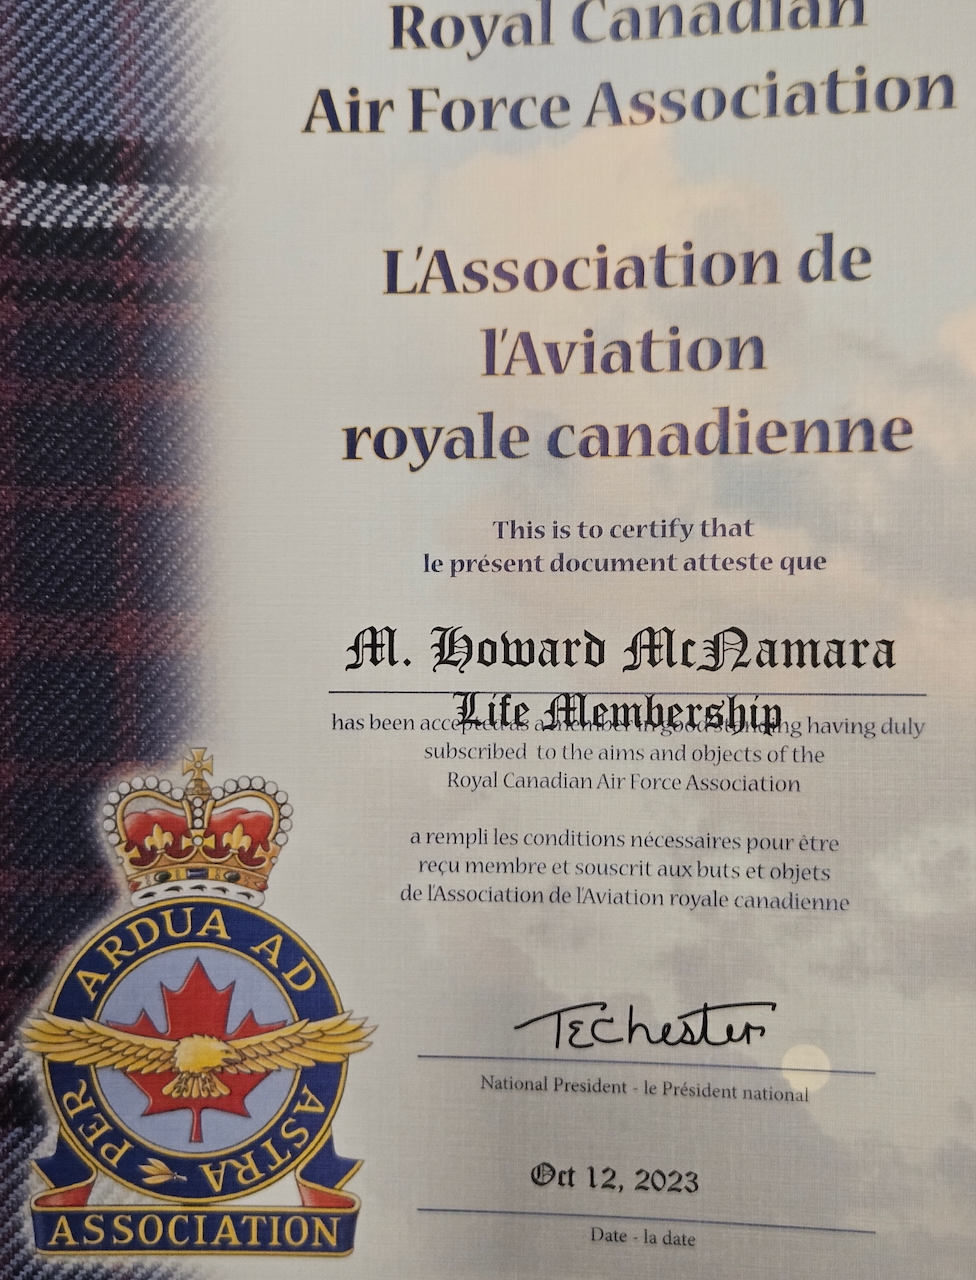 Royal Canadian
Air Force Association
L'Association de
l'Aviation
royale canadienne
This is to certify that
le présent document atteste que
M. Howard McNamara
Life Membership
has been accepted as a member in good standing having duly
subscribed to the aims and objects of the
Royal Canadian Air Force Association
a rempli les conditions nécessaires pour être
reçu membre et souscrit aux buts et objets
de l'Association de l'Aviation royale canadienne
TEChester
National President - le Président national
Oct 12, 2023
Date - la date
PER ARDUA AD ASTRA
ASSOCIATION